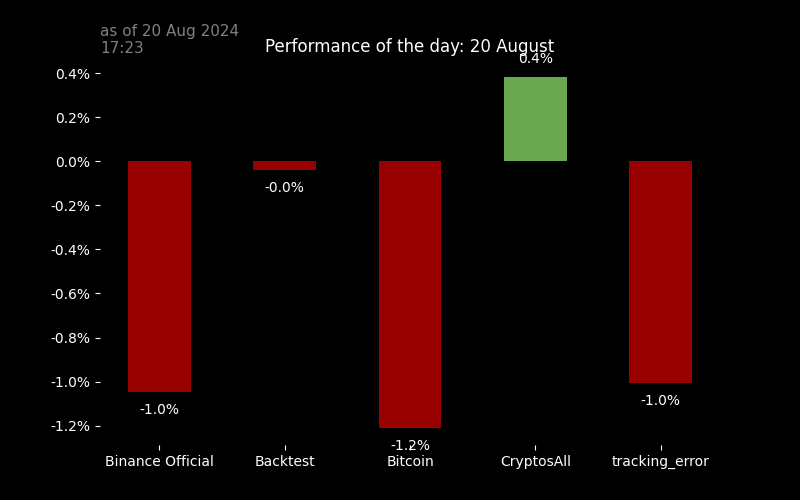 as of 20 Aug 2024
17:23
Performance of the day: 20 August
0.4%
0.4%
0.2%
0.0%
-0.0%
-0.2%
-0.4%
-0.6%
-0.8%
-1.0%
-1.0%
-1.0%
-1.2%
-1.2%
Binance Official
Backtest
Bitcoin
CryptosAll
tracking_error